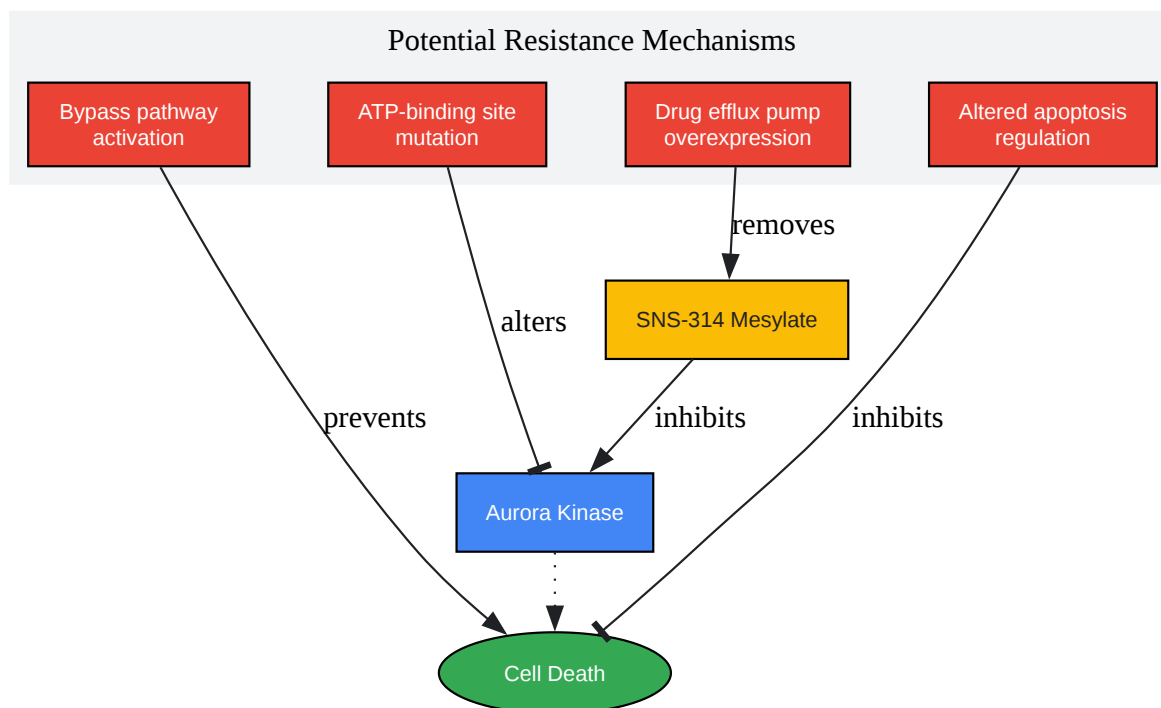 Potential Resistance Mechanisms
Bypass pathway
activation
ATP-binding site
mutation
Drug efflux pump
overexpression
Altered apoptosis
regulation
removes
SNS-314 Mesylate
alters
prevents
inhibits
inhibits
Aurora Kinase
Cell Death